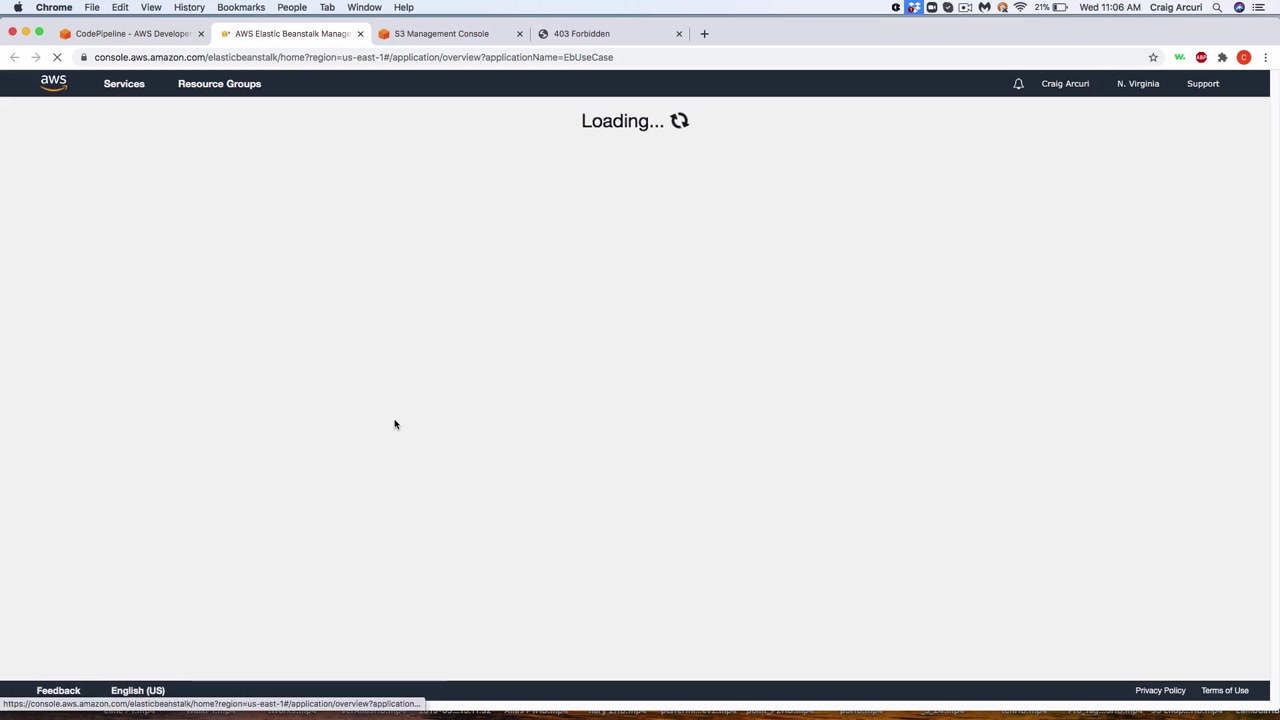 Chrome File Edit View History Bookmarks People Tab Window Help 21% Wed 11:06 AM Craig Arcuri
CodePipeline - AWS Develope AWS Elastic Beanstalk Manage S3 Management Console 403 Forbidden
console.aws.amazon.com/elasticbeanstalk/home?region=us-east-1#/application/overview?applicationName=EbUseCase
aws Services Resource Groups Craig Arcuri N. Virginia Support
Loading...
Feedback English (US) Privacy Policy Terms of Use
https://console.aws.amazon.com/elasticbeanstalk/home?region=us-east-1#/application/overview?application...